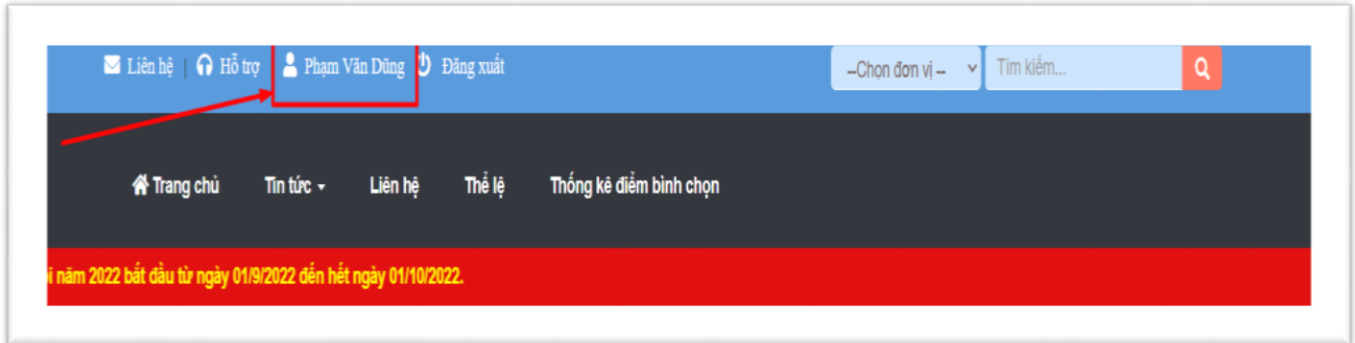 Liên hệ | Hỗ trợ Phạm Văn Dũng Đăng xuất --Chọn đơn vị -- Tìm kiếm...
Trang chủ Tin tức Liên hệ Thể lệ Thống kê điểm bình chọn
i năm 2022 bắt đầu từ ngày 01/9/2022 đến hết ngày 01/10/2022.